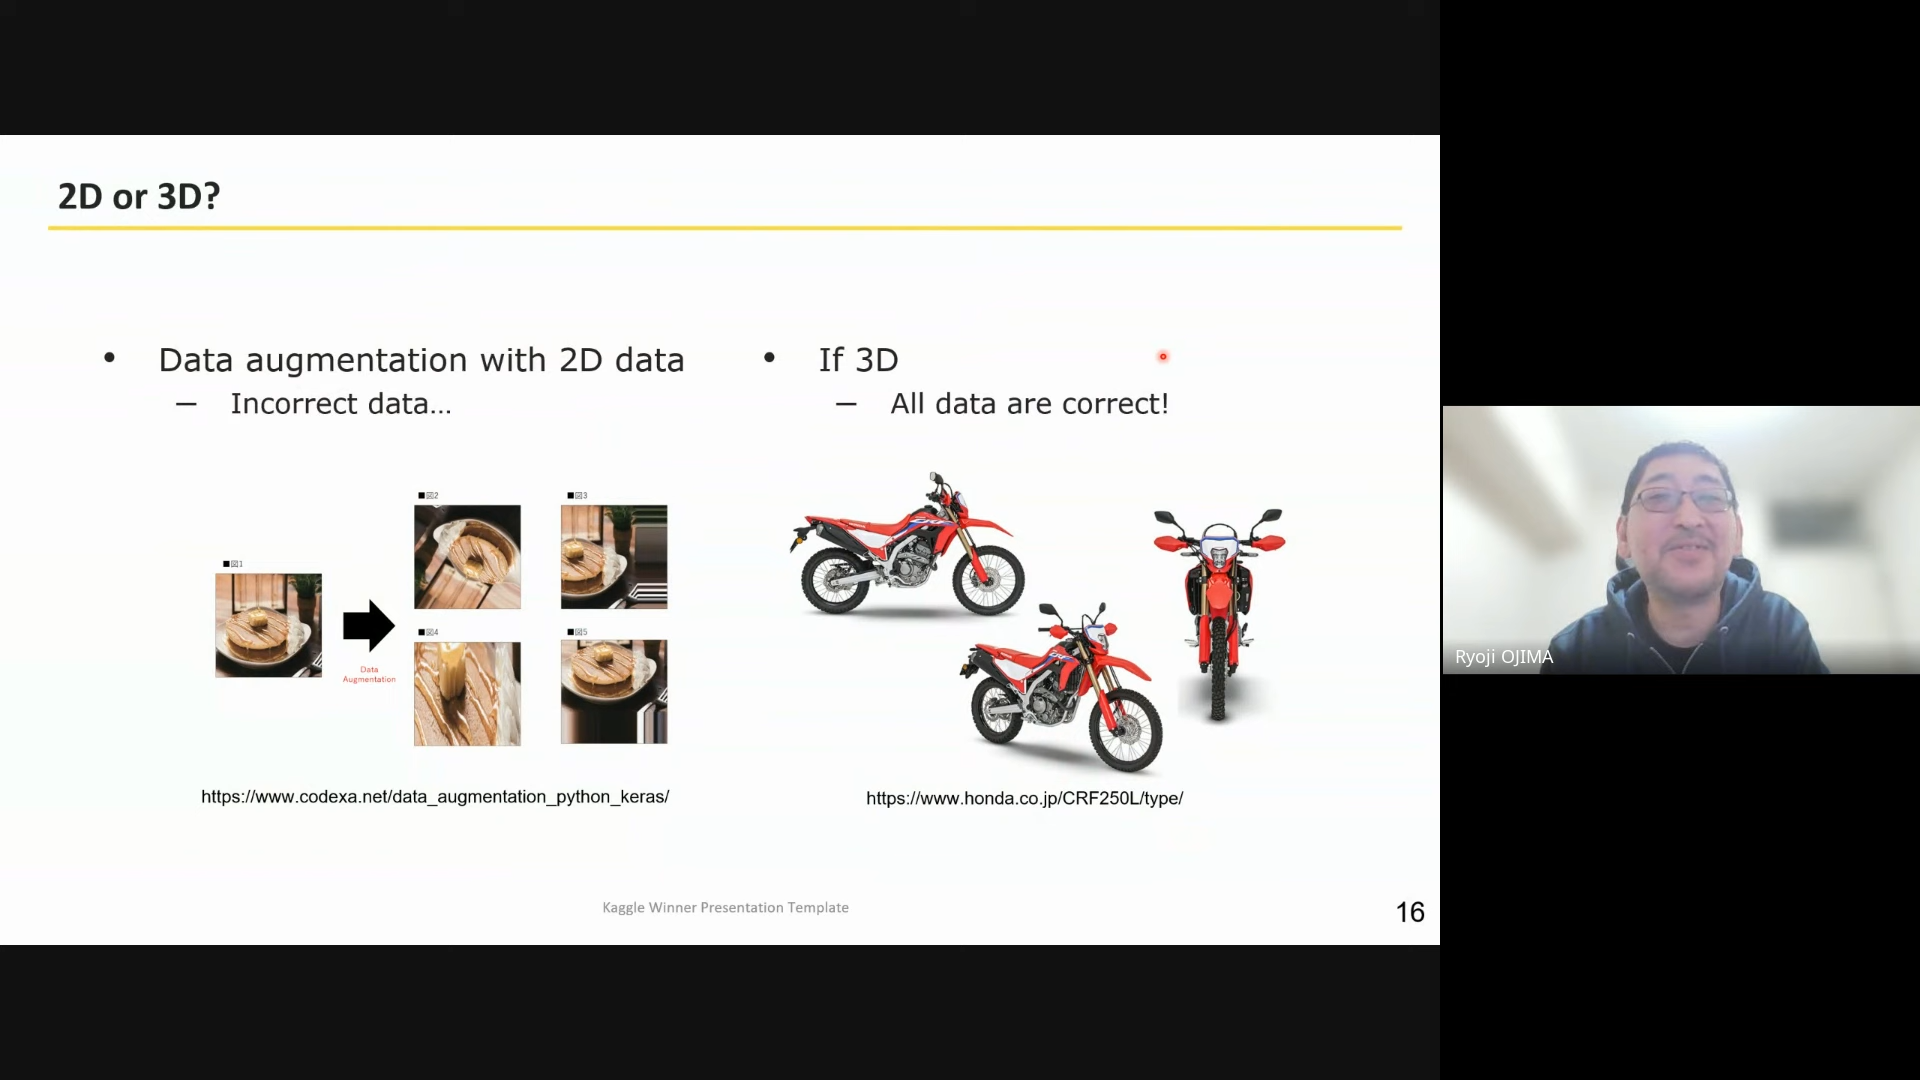 2D or 3D?
• Data augmentation with 2D data
– Incorrect data…
• If 3D
– All data are correct!
■図1
■図2
■図3
■図4
■図5
Data
Augmentation
https://www.codexa.net/data_augmentation_python_keras/
https://www.honda.co.jp/CRF250L/type/
Kaggle Winner Presentation Template
16
Ryoji OJIMA